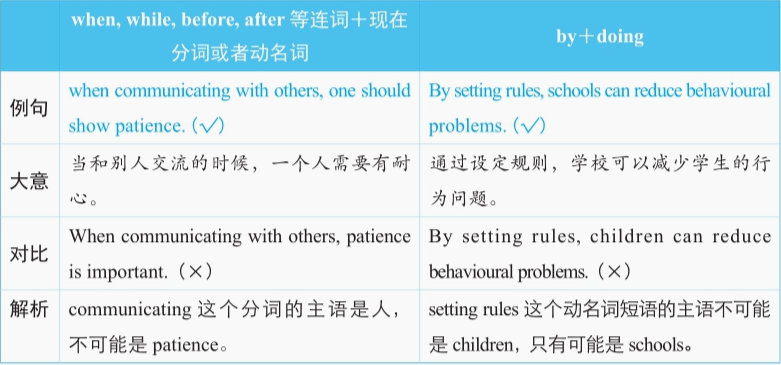 when, while, before, after 等连词＋现在
分词或者动名词
by＋doing
例句
when communicating with others, one should
show patience. (√)
By setting rules, schools can reduce behavioural
problems. (√)
大意
当和别人交流的时候，一个人需要有耐
心。
通过设定规则，学校可以减少学生的行
为问题。
对比
When communicating with others, patience
is important.（×）
By setting rules, children can reduce
behavioural problems.（×）
解析
communicating 这个分词的主语是人，
不可能是 patience。
setting rules 这个动名词短语的主语不可能
是 children，只有可能是 schools。